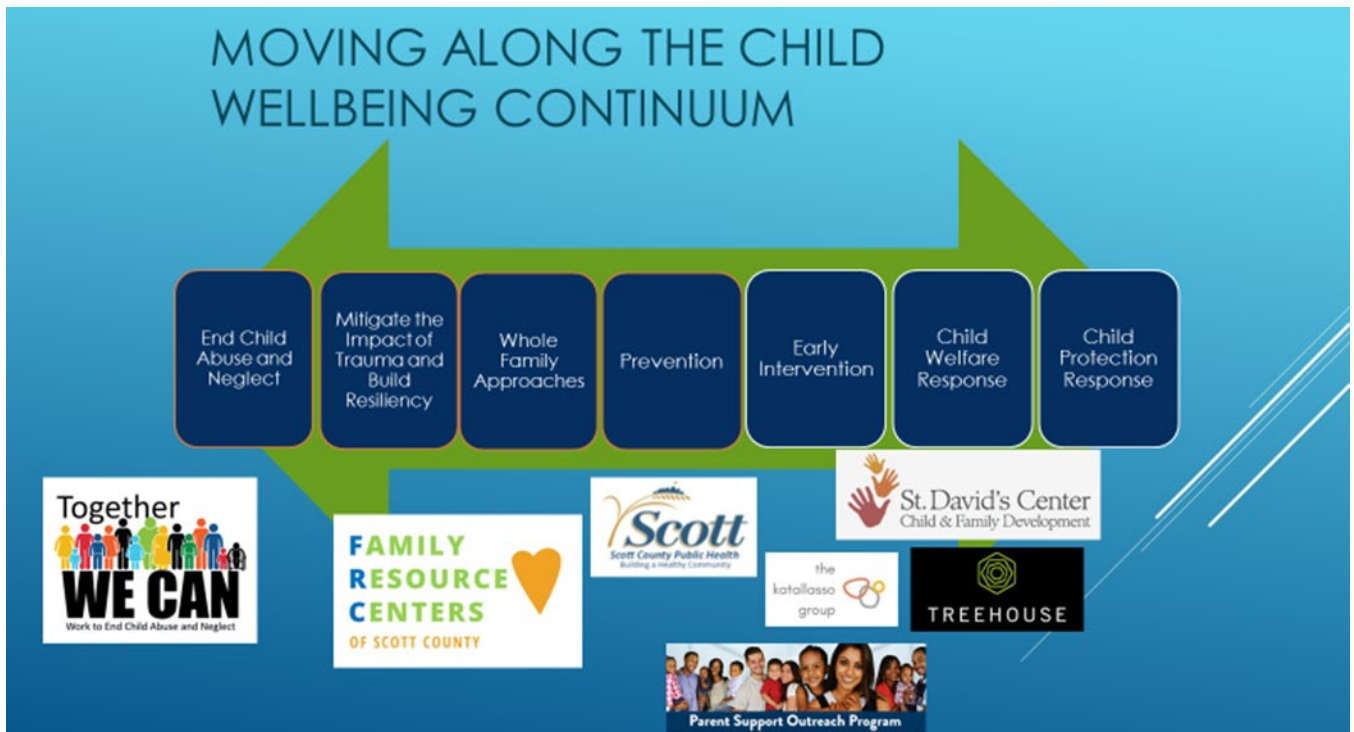 MOVING ALONG THE CHILD
WELLBEING CONTINUUM
End Child
Abuse and
Neglect
Mitigate the
Impact of
Trauma and
Build
Resiliency
Whole
Family
Approaches
Prevention
Early
Intervention
Child
Welfare
Response
Child
Protection
Response
Together
WE CAN
Work to End Child Abuse and Neglect
FAMILY
RESOURCE
CENTERS
OF SCOTT COUNTY
Scott
Scott County Public Health
Building a Healthy Community
St. David's Center
Child & Family Development
the
katallasso
group
TREEHOUSE
Parent Support Outreach Program